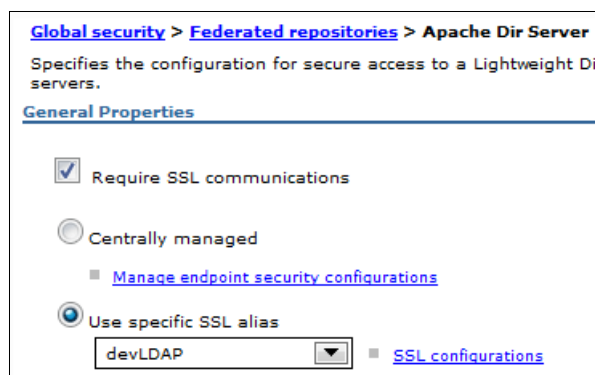 Global security > Federated repositories > Apache Dir Server
Specifies the configuration for secure access to a Lightweight Di
servers.
General Properties
Require SSL communications
Centrally managed
Manage endpoint security configurations
Use specific SSL alias
devLDAP SSL configurations